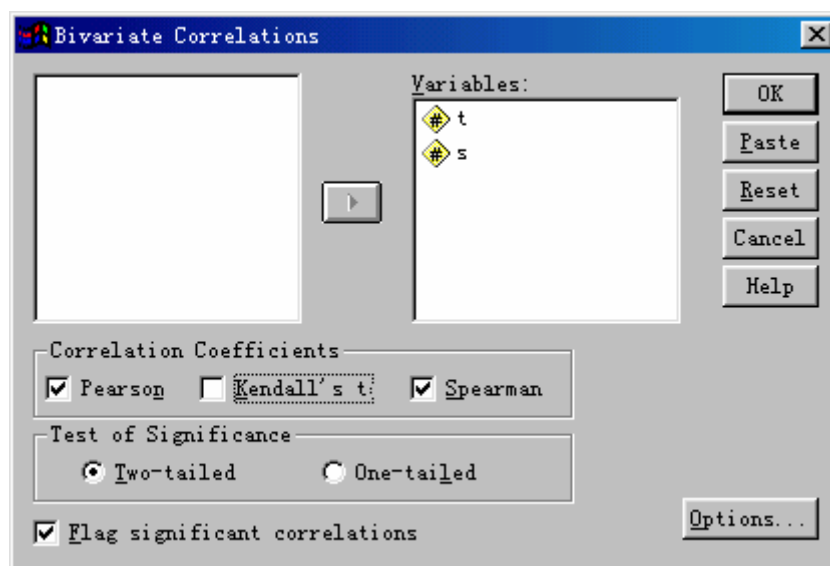 Bivariate Correlations
Variables:
# t
# s
OK
Paste
Reset
Cancel
Help
Correlation Coefficients
Pearson Kendall's t Spearman
Test of Significance
Two-tailed One-tailed
Flag significant correlations
Options...